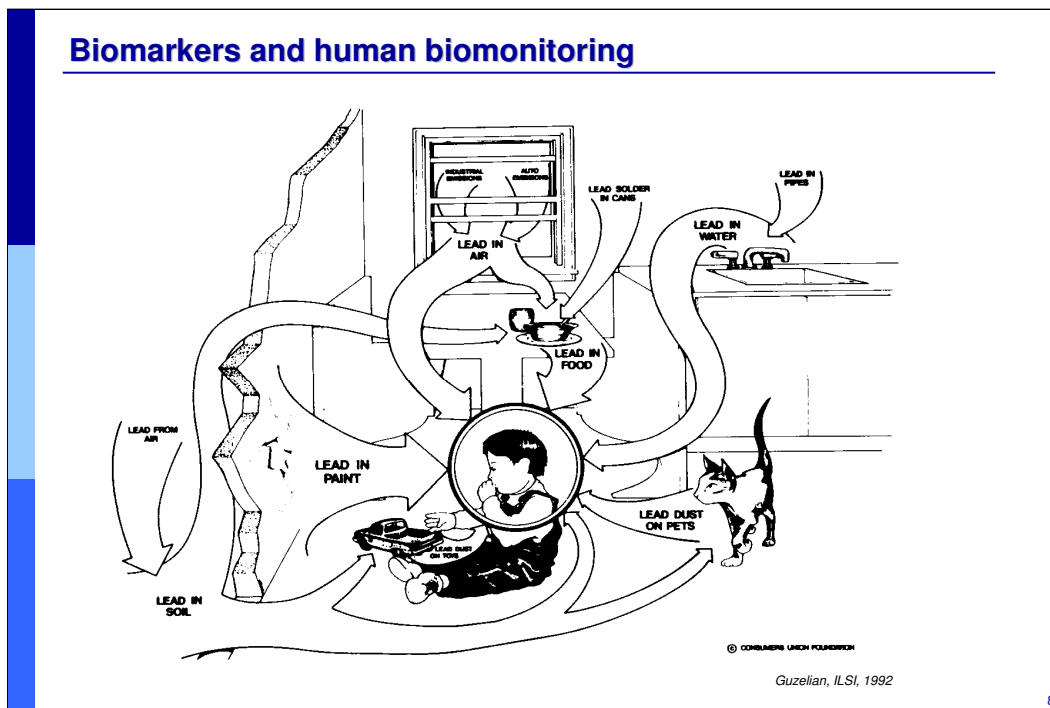 Biomarkers and human biomonitoring
INDUSTRIAL
EMISSIONS
AUTO
EMISSIONS
LEAD SOLDER
IN CANS
LEAD IN
PIPES
LEAD IN
AIR
LEAD IN
WATER
LEAD IN
FOOD
LEAD FROM
AIR
LEAD IN
PAINT
LEAD DUST
ON PETS
LEAD DUST
ON TOYS
LEAD IN
SOIL
© CONSUMERS UNION FOUNDATION
Guzelian, ILSI, 1992
8